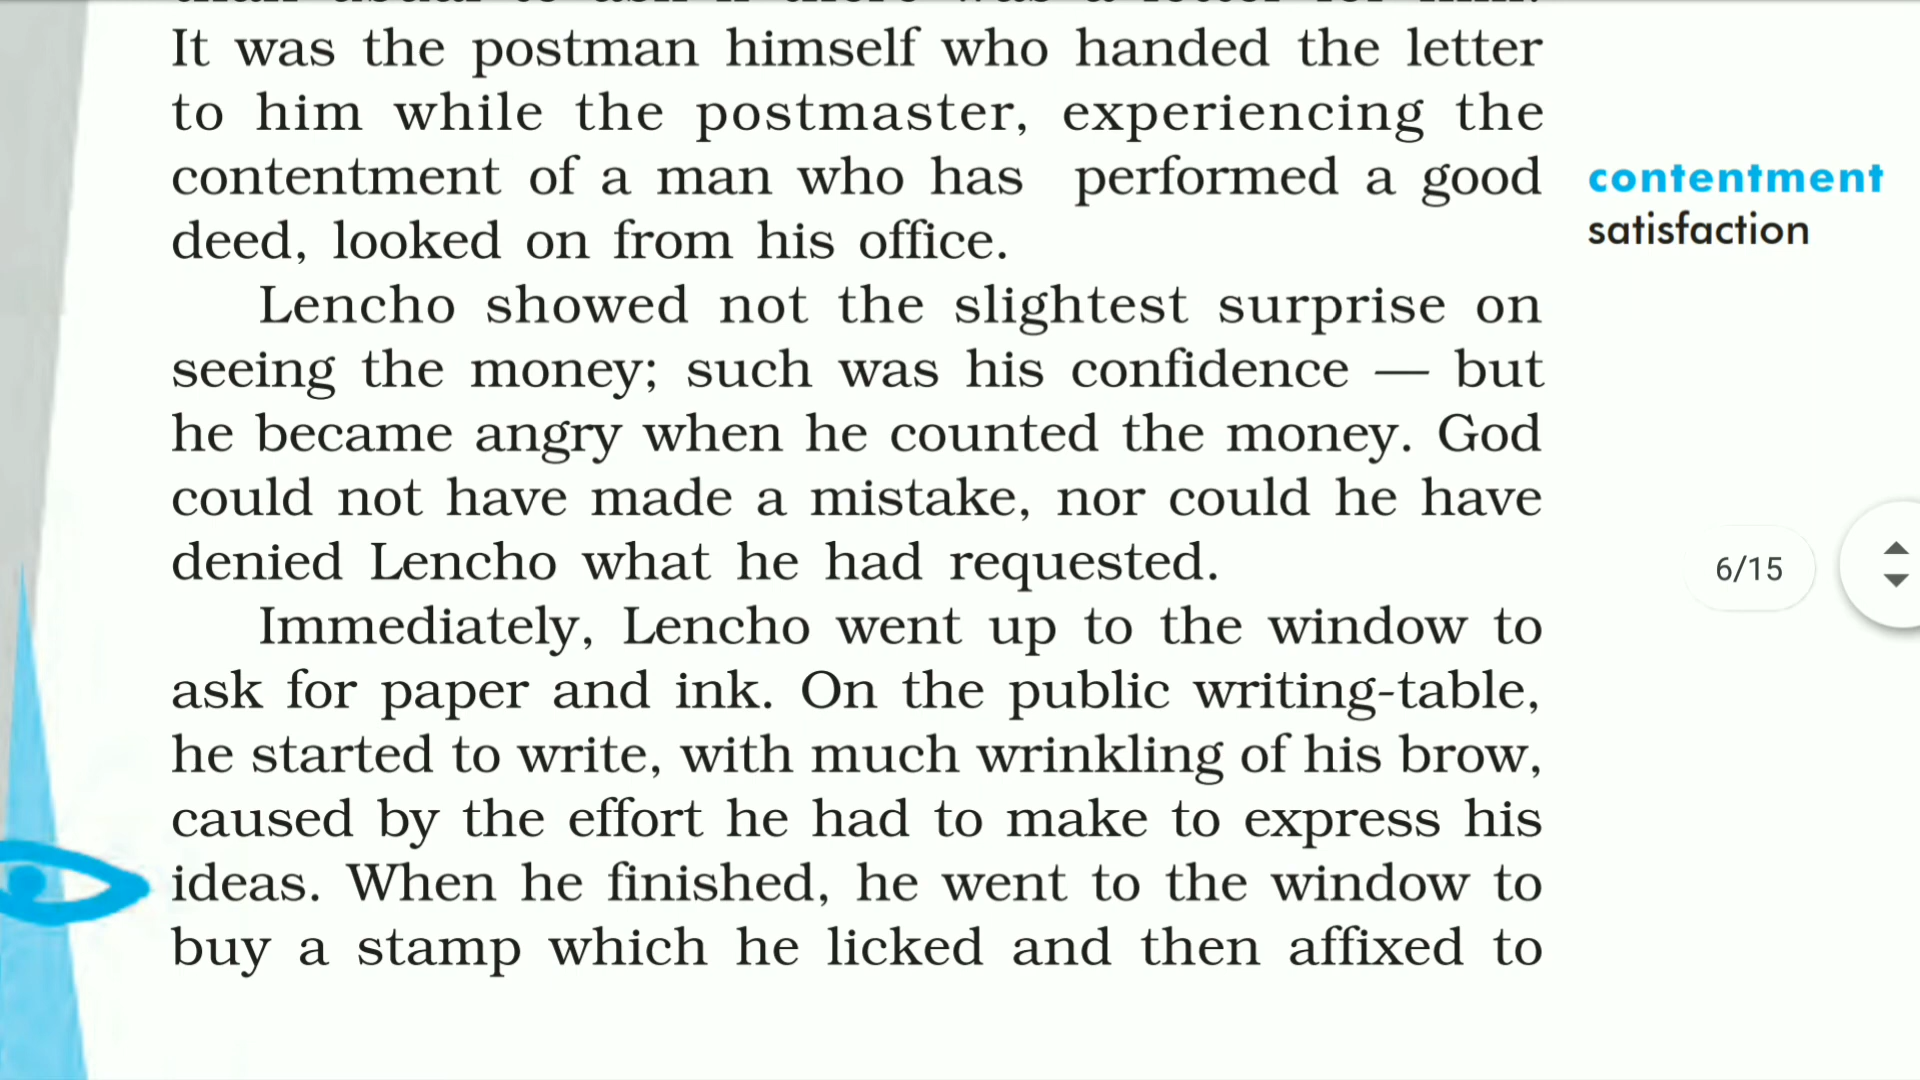 It was the postman himself who handed the letter
to him while the postmaster, experiencing the
contentment of a man who has performed a good
deed, looked on from his office.
contentment
satisfaction
Lencho showed not the slightest surprise on
seeing the money; such was his confidence — but
he became angry when he counted the money. God
could not have made a mistake, nor could he have
denied Lencho what he had requested.
6/15
Immediately, Lencho went up to the window to
ask for paper and ink. On the public writing-table,
he started to write, with much wrinkling of his brow,
caused by the effort he had to make to express his
ideas. When he finished, he went to the window to
buy a stamp which he licked and then affixed to